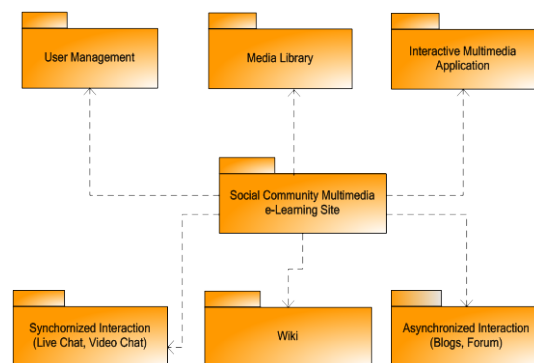 User Management
Media Library
Interactive Multimedia
Application
Social Community Multimedia
e-Learning Site
Synchornized Interaction
(Live Chat, Video Chat)
Wiki
Asynchronized Interaction
(Blogs, Forum)